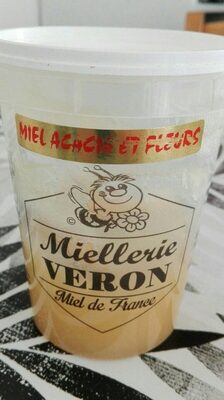 MIEL ACACIA ET FLEURS
Miellerie
VERON
Miel de France